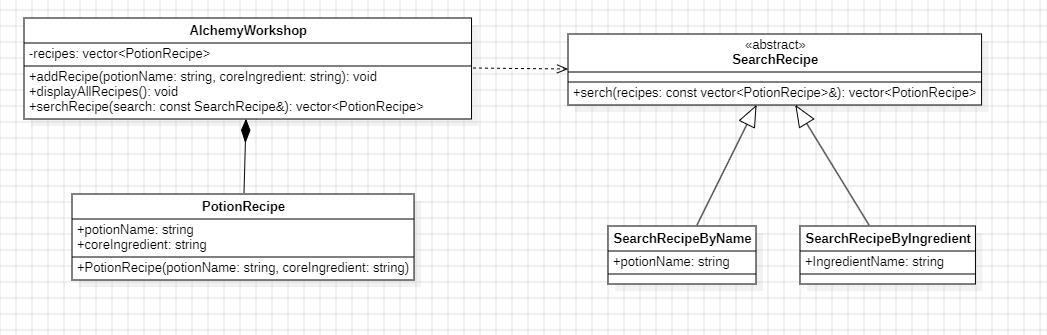 AlchemyWorkshop
-recipes: vector<PotionRecipe>
+addRecipe(potionName: string, coreIngredient: string): void
+displayAllRecipes(): void
+serchRecipe(search: const SearchRecipe&): vector<PotionRecipe>
«abstract»
SearchRecipe
+serch(recipes: const vector<PotionRecipe>&): vector<PotionRecipe>
PotionRecipe
+potionName: string
+coreIngredient: string
+PotionRecipe(potionName: string, coreIngredient: string)
SearchRecipeByName
+potionName: string
SearchRecipeByIngredient
+IngredientName: string